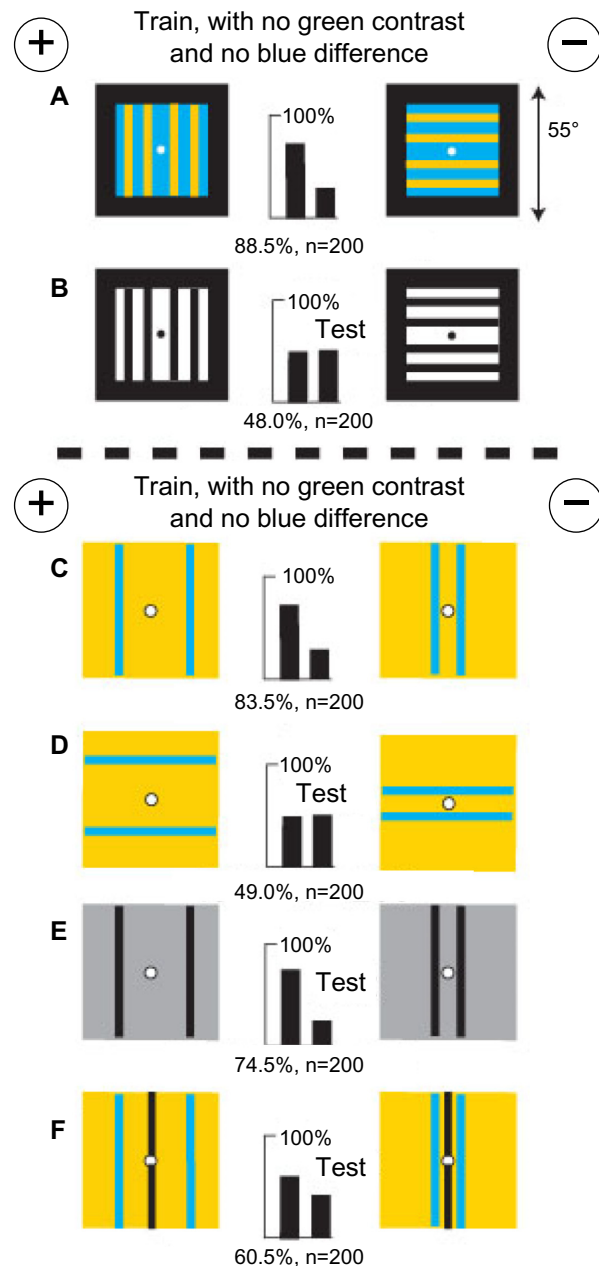 +
Train, with no green contrast
and no blue difference
−
A
100%
55°
88.5%, n=200
B
100%
Test
48.0%, n=200
+
Train, with no green contrast
and no blue difference
−
C
100%
83.5%, n=200
D
100%
Test
49.0%, n=200
E
100%
Test
74.5%, n=200
F
100%
Test
60.5%, n=200